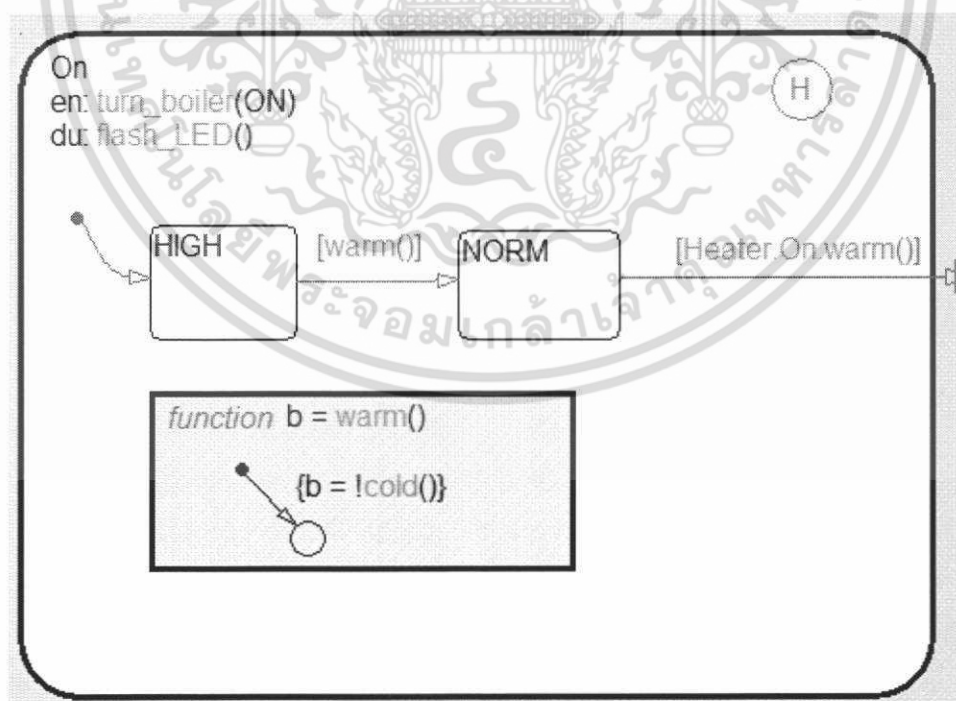 On
en: turn_boiler(ON)
du: flash_LED()
H
HIGH
[warm()]
NORM
[Heater.On.warm()]
function b = warm()
{b = !cold()}